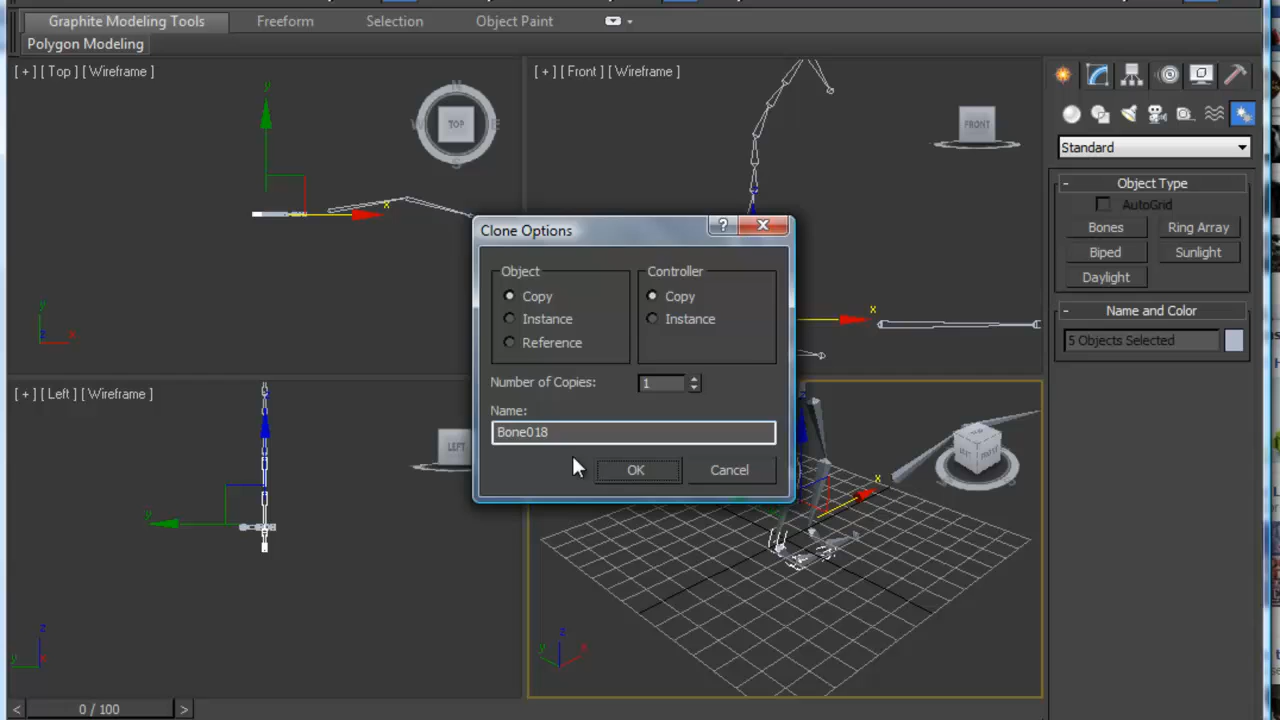 Graphite Modeling Tools
Freeform
Selection
Object Paint
Polygon Modeling
[ + ] [ Top ] [ Wireframe ]
[ + ] [ Front ] [ Wireframe ]
y
x
N
W
E
S
TOP
FRONT
y
z
x
x
Standard
- Object Type
AutoGrid
Bones
Ring Array
Biped
Sunlight
Daylight
- Name and Color
5 Objects Selected
Clone Options
?
Object
Controller
Copy
Copy
Instance
Instance
Reference
Number of Copies:
1
Name:
Bone018
OK
Cancel
[ + ] [ Left ] [ Wireframe ]
LEFT
y
z
y
x
z
y
x
< 0 / 100 >